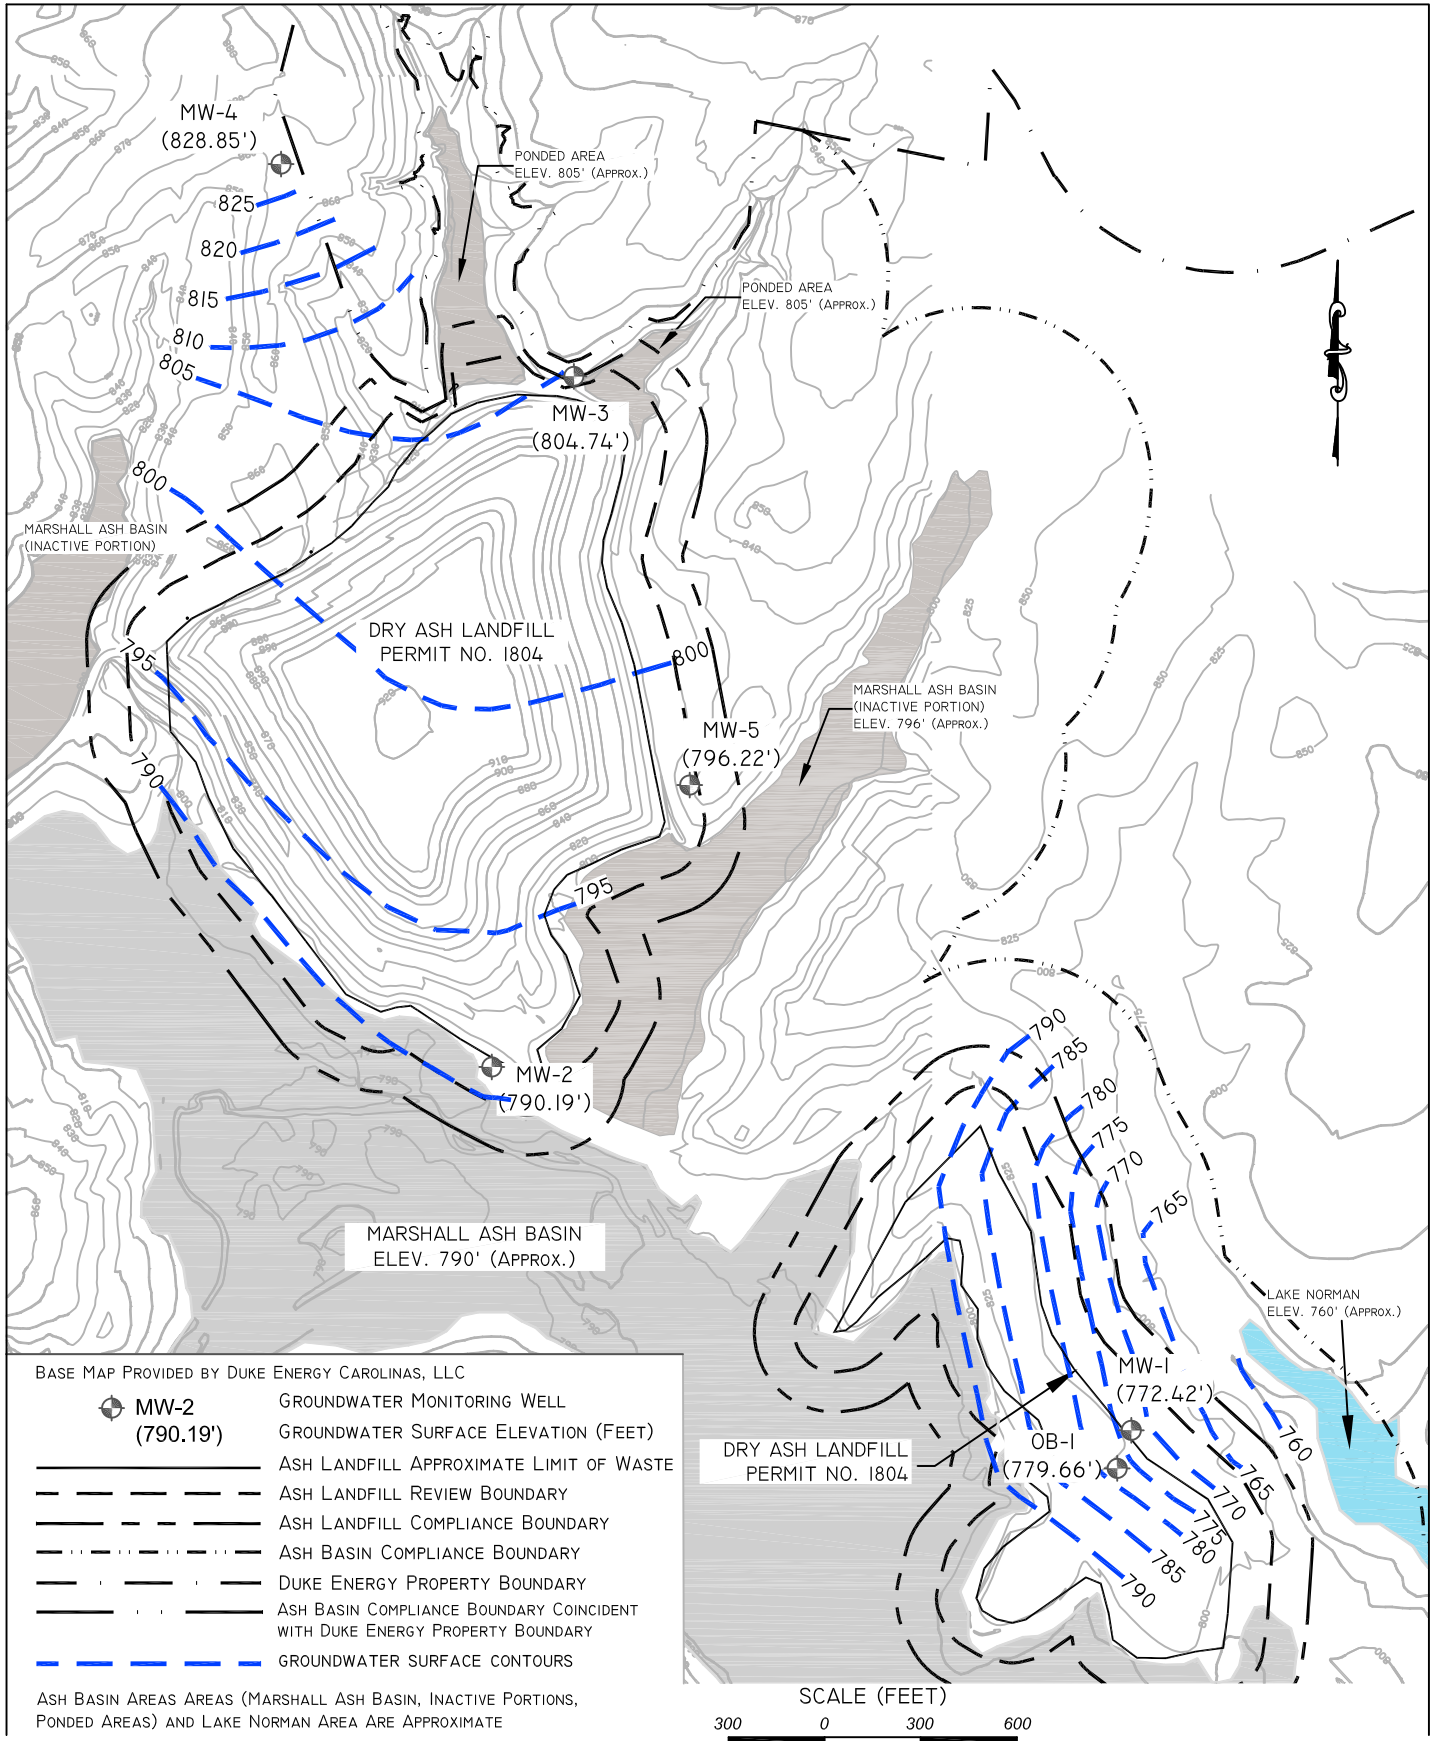 MW-4
(828.85')
PONDED AREA
ELEV. 805' (APPROX.)
825
820
815
810
805
800
PONDED AREA
ELEV. 805' (APPROX.)
MW-3
(804.74')
MARSHALL ASH BASIN
(INACTIVE PORTION)
DRY ASH LANDFILL
PERMIT NO. 1804
795
800
790
MARSHALL ASH BASIN
(INACTIVE PORTION)
ELEV. 796' (APPROX.)
MW-5
(796.22')
795
MW-2
(790.19')
790
785
780
775
770
765
MARSHALL ASH BASIN
ELEV. 790' (APPROX.)
LAKE NORMAN
ELEV. 760' (APPROX.)
MW-1
(772.42')
OB-1
(779.66')
DRY ASH LANDFILL
PERMIT NO. 1804
760
765
770
775
780
785
790
BASE MAP PROVIDED BY DUKE ENERGY CAROLINAS, LLC
MW-2
(790.19')
GROUNDWATER MONITORING WELL
GROUNDWATER SURFACE ELEVATION (FEET)
ASH LANDFILL APPROXIMATE LIMIT OF WASTE
ASH LANDFILL REVIEW BOUNDARY
ASH LANDFILL COMPLIANCE BOUNDARY
ASH BASIN COMPLIANCE BOUNDARY
DUKE ENERGY PROPERTY BOUNDARY
ASH BASIN COMPLIANCE BOUNDARY COINCIDENT
WITH DUKE ENERGY PROPERTY BOUNDARY
GROUNDWATER SURFACE CONTOURS
ASH BASIN AREAS AREAS (MARSHALL ASH BASIN, INACTIVE PORTIONS,
PONDED AREAS) AND LAKE NORMAN AREA ARE APPROXIMATE
SCALE (FEET)
300 0 300 600